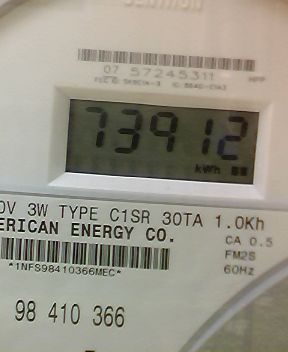 CENTRON
07 57245311
73912
kWh
0V 3W TYPE C1SR 30TA 1.0Kh
ERICAN ENERGY CO.
CA 0.5
FM2S
60Hz
*1NFS98410366MEC*
98 410 366